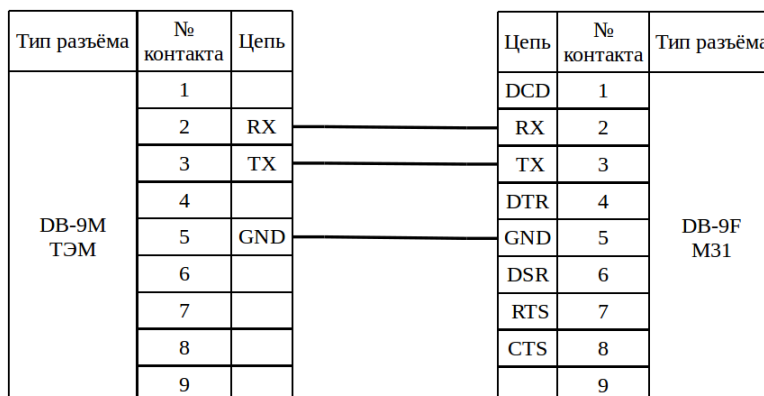 Тип разъёма № контакта Цепь
1
2 RX
3 TX
4
5 GND
6
7
8
9
DB-9M
ТЭМ
Цепь № контакта Тип разъёма
DCD 1
RX 2
TX 3
DTR 4
GND 5
DSR 6
RTS 7
CTS 8
9
DB-9F
М31